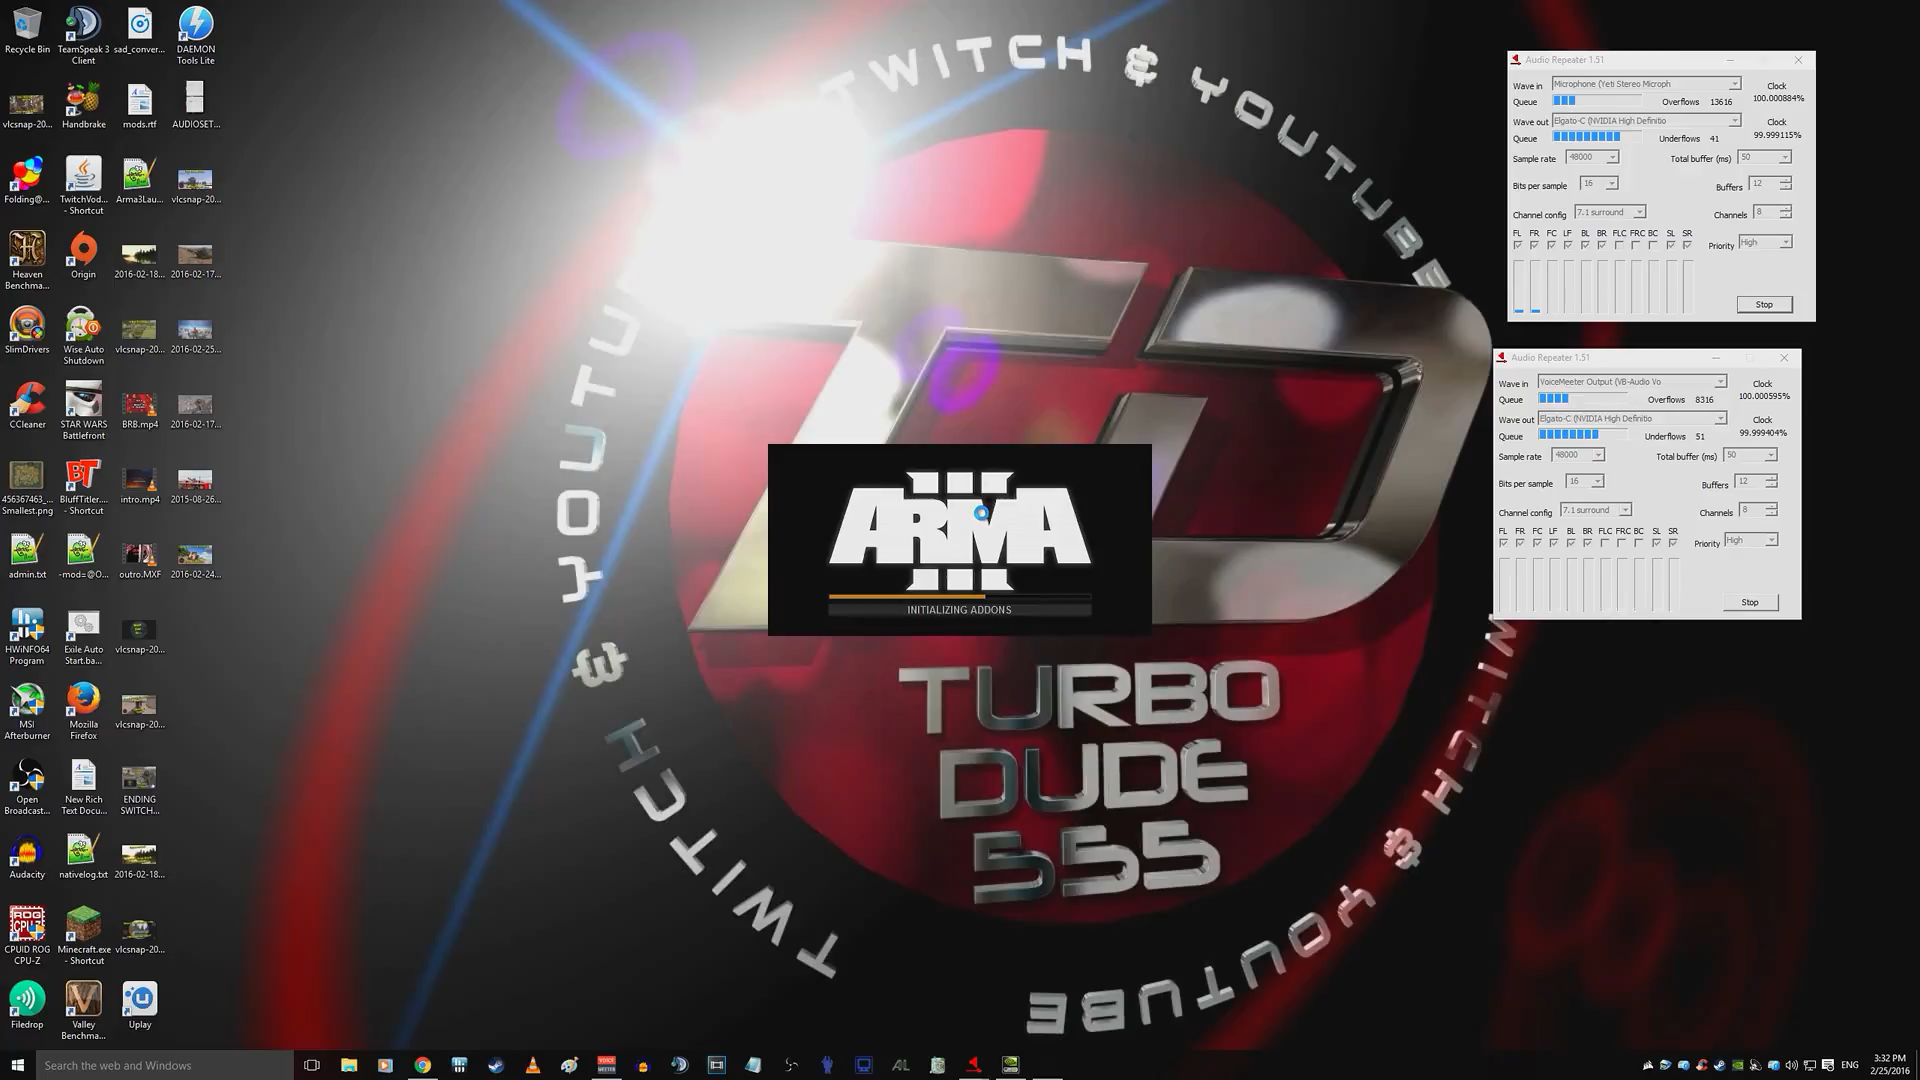 Recycle Bin
TeamSpeak 3
Client
sad_conver...
DAEMON
Tools Lite
vlcsnap-20...
Handbrake
mods.rtf
AUDIOSET...
Folding@...
TwitchVod...
- Shortcut
Arma3Lau...
vlcsnap-20...
Heaven
Benchma...
Origin
2016-02-18...
2016-02-17...
SlimDrivers
Wise Auto
Shutdown
vlcsnap-20...
2016-02-25...
CCleaner
STAR WARS
Battlefront
BRB.mp4
2016-02-17...
456367463_...
Smallest.png
BluffTitler....
- Shortcut
intro.mp4
2015-08-26...
admin.txt
-mod=@O...
outro.MXF
2016-02-24...
HWiNFO64
Program
Exile Auto
Start.ba...
vlcsnap-20...
MSI
Afterburner
Mozilla
Firefox
vlcsnap-20...
Open
Broadcast...
New Rich
Text Docu...
ENDING
SWITCH...
Audacity
nativelog.txt
2016-02-18...
CPUID ROG
CPU-Z
Minecraft.exe
- Shortcut
vlcsnap-20...
Filedrop
Valley
Benchma...
Uplay
TWITCH & YOUTUBE
TWITCH & YOUTUBE
TWITCH & YOUTUBE
TURBO
DUDE
555
ARMA
III
INITIALIZING ADDONS
Audio Repeater 1.51
Wave in Microphone (Yeti Stereo Microph
Clock
100.000884%
Queue
Overflows 13616
Wave out Elgato-C (NVIDIA High Definitio
Clock
99.999115%
Queue
Underflows 41
Sample rate 48000
Total buffer (ms) 50
Bits per sample 16
Buffers 12
Channel config 7.1 surround
Channels 8
FL FR FC LF BL BR FLC FRC BC SL SR
Priority High
Stop
Audio Repeater 1.51
Wave in VoiceMeeter Output (VB-Audio Vo
Clock
100.000595%
Queue
Overflows 8316
Wave out Elgato-C (NVIDIA High Definitio
Clock
99.999404%
Queue
Underflows 51
Sample rate 48000
Total buffer (ms) 50
Bits per sample 16
Buffers 12
Channel config 7.1 surround
Channels 8
FL FR FC LF BL BR FLC FRC BC SL SR
Priority High
Stop
Search the web and Windows
ENG
3:32 PM
2/25/2016